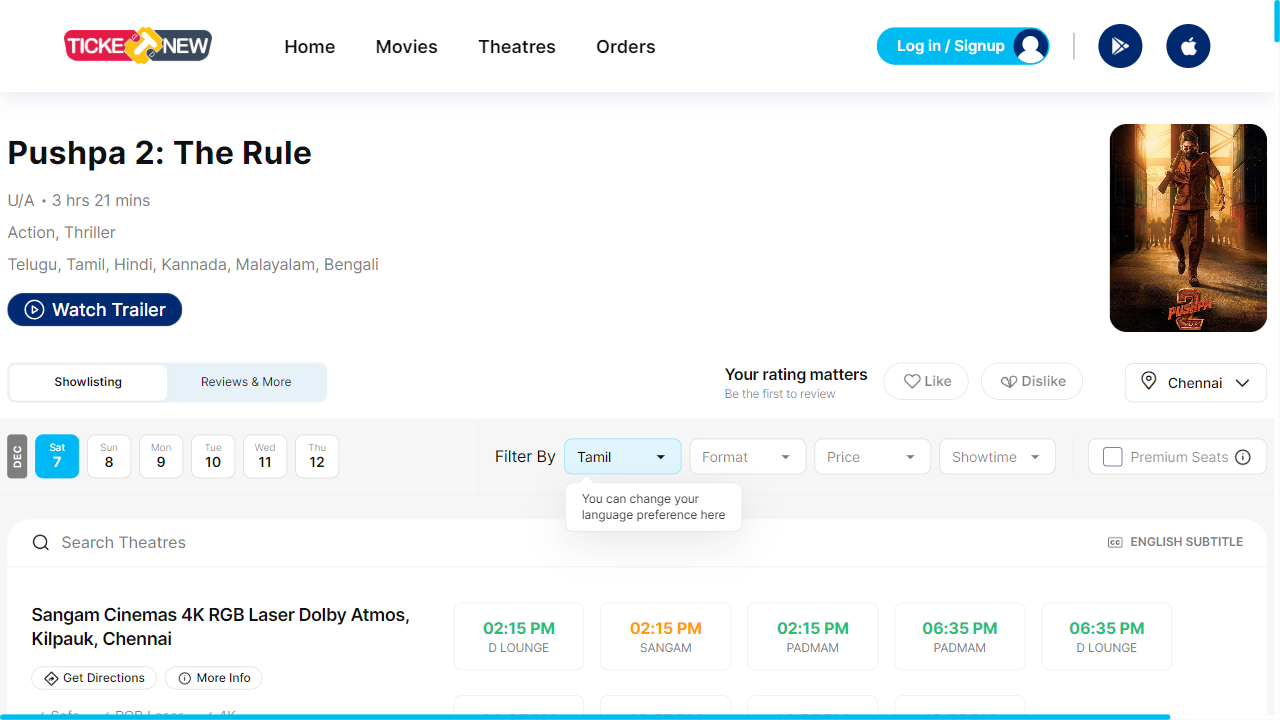 TICKETNEW
Home
Movies
Theatres
Orders
Log in / Signup
Pushpa 2: The Rule
U/A • 3 hrs 21 mins
Action, Thriller
Telugu, Tamil, Hindi, Kannada, Malayalam, Bengali
Watch Trailer
2
PUSHPA
Showlisting
Reviews & More
Your rating matters
Be the first to review
Like
Dislike
Chennai
DEC
Sat
7
Sun
8
Mon
9
Tue
10
Wed
11
Thu
12
Filter By
Tamil
Format
Price
Showtime
Premium Seats
You can change your
language preference here
Search Theatres
CC ENGLISH SUBTITLE
Sangam Cinemas 4K RGB Laser Dolby Atmos,
Kilpauk, Chennai
Get Directions
More Info
02:15 PM
D LOUNGE
02:15 PM
SANGAM
02:15 PM
PADMAM
06:35 PM
PADMAM
06:35 PM
D LOUNGE